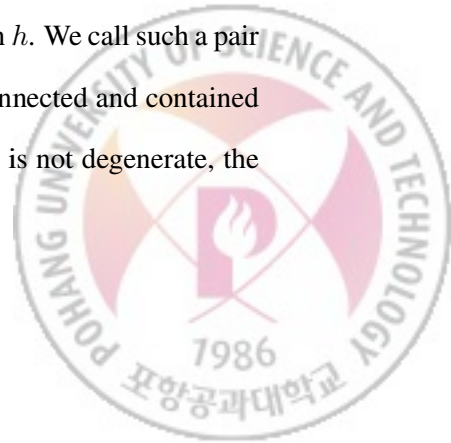 n h. We call such a pair
nnected and contained
is not degenerate, the
POHANG UNIVERSITY OF SCIENCE AND TECHNOLOGY
1986
포항공과대학교